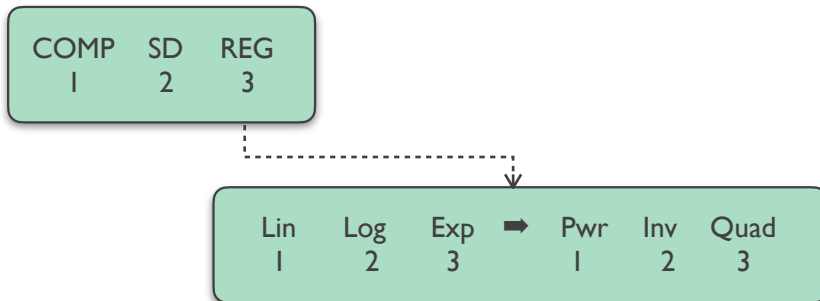 COMP SD REG
1 2 3
Lin Log Exp ➡ Pwr Inv Quad
1 2 3 1 2 3